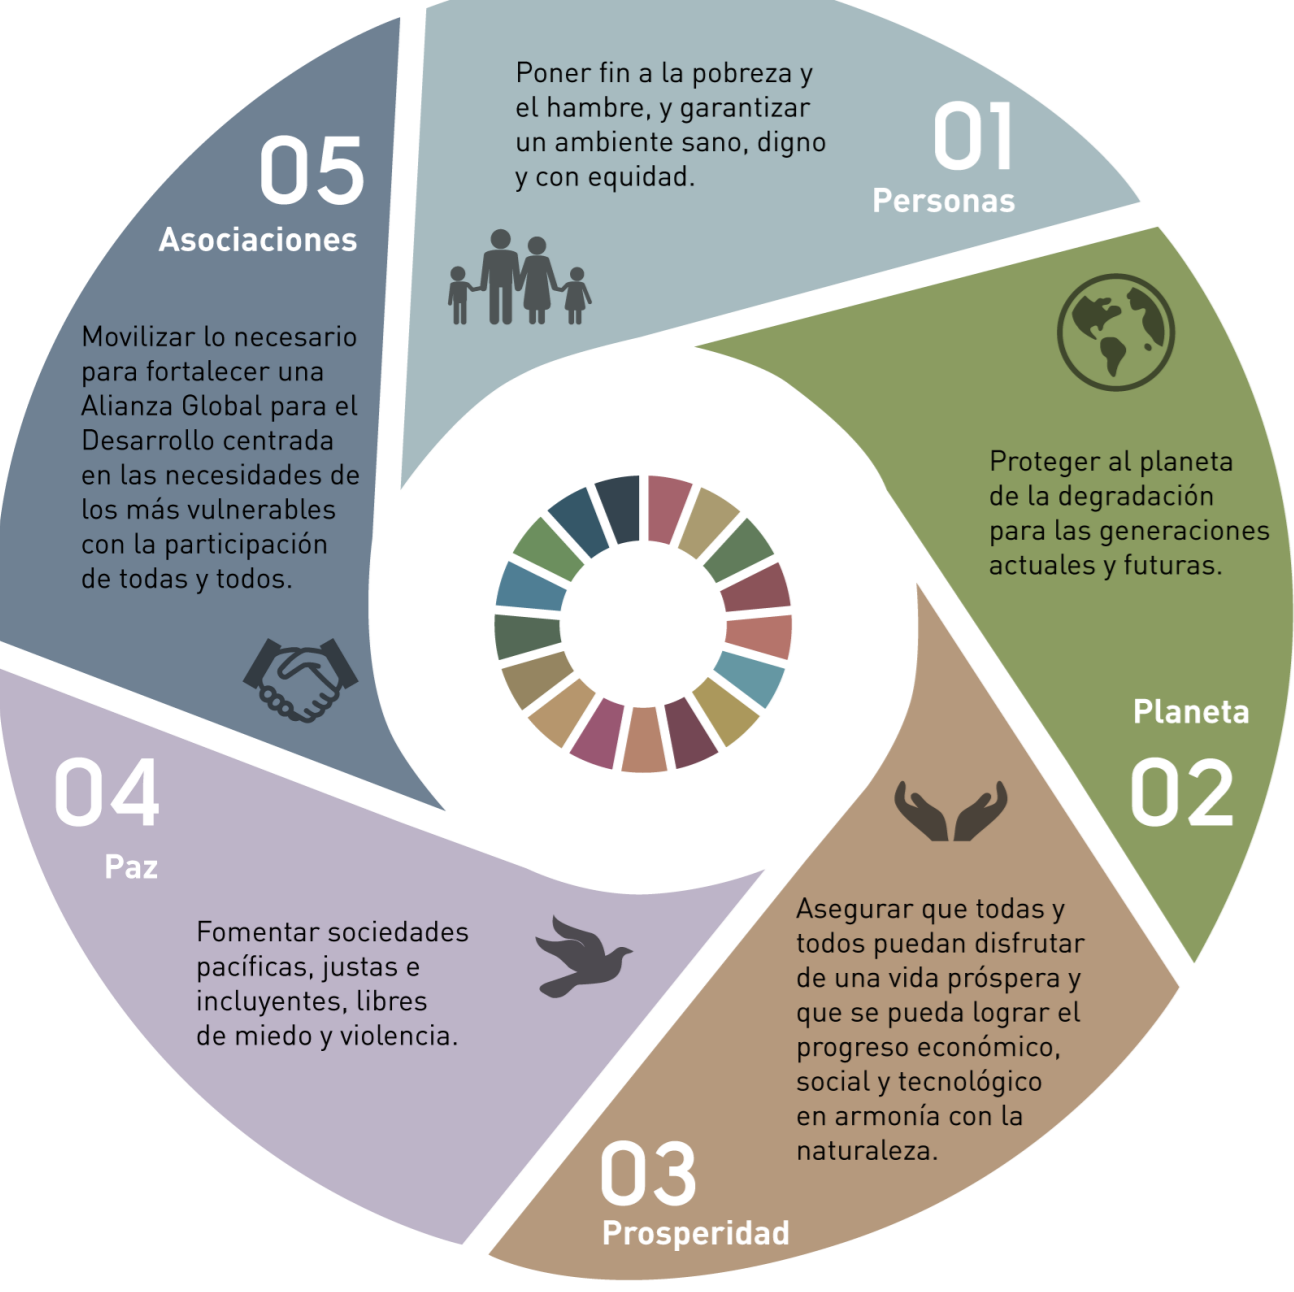 01
Personas
Poner fin a la pobreza y
el hambre, y garantizar
un ambiente sano, digno
y con equidad.
Proteger al planeta
de la degradación
para las generaciones
actuales y futuras.
Planeta
02
Asegurar que todas y
todos puedan disfrutar
de una vida próspera y
que se pueda lograr el
progreso económico,
social y tecnológico
en armonía con la
naturaleza.
03
Prosperidad
04
Paz
Fomentar sociedades
pacíficas, justas e
incluyentes, libres
de miedo y violencia.
05
Asociaciones
Movilizar lo necesario
para fortalecer una
Alianza Global para el
Desarrollo centrada
en las necesidades de
los más vulnerables
con la participación
de todas y todos.